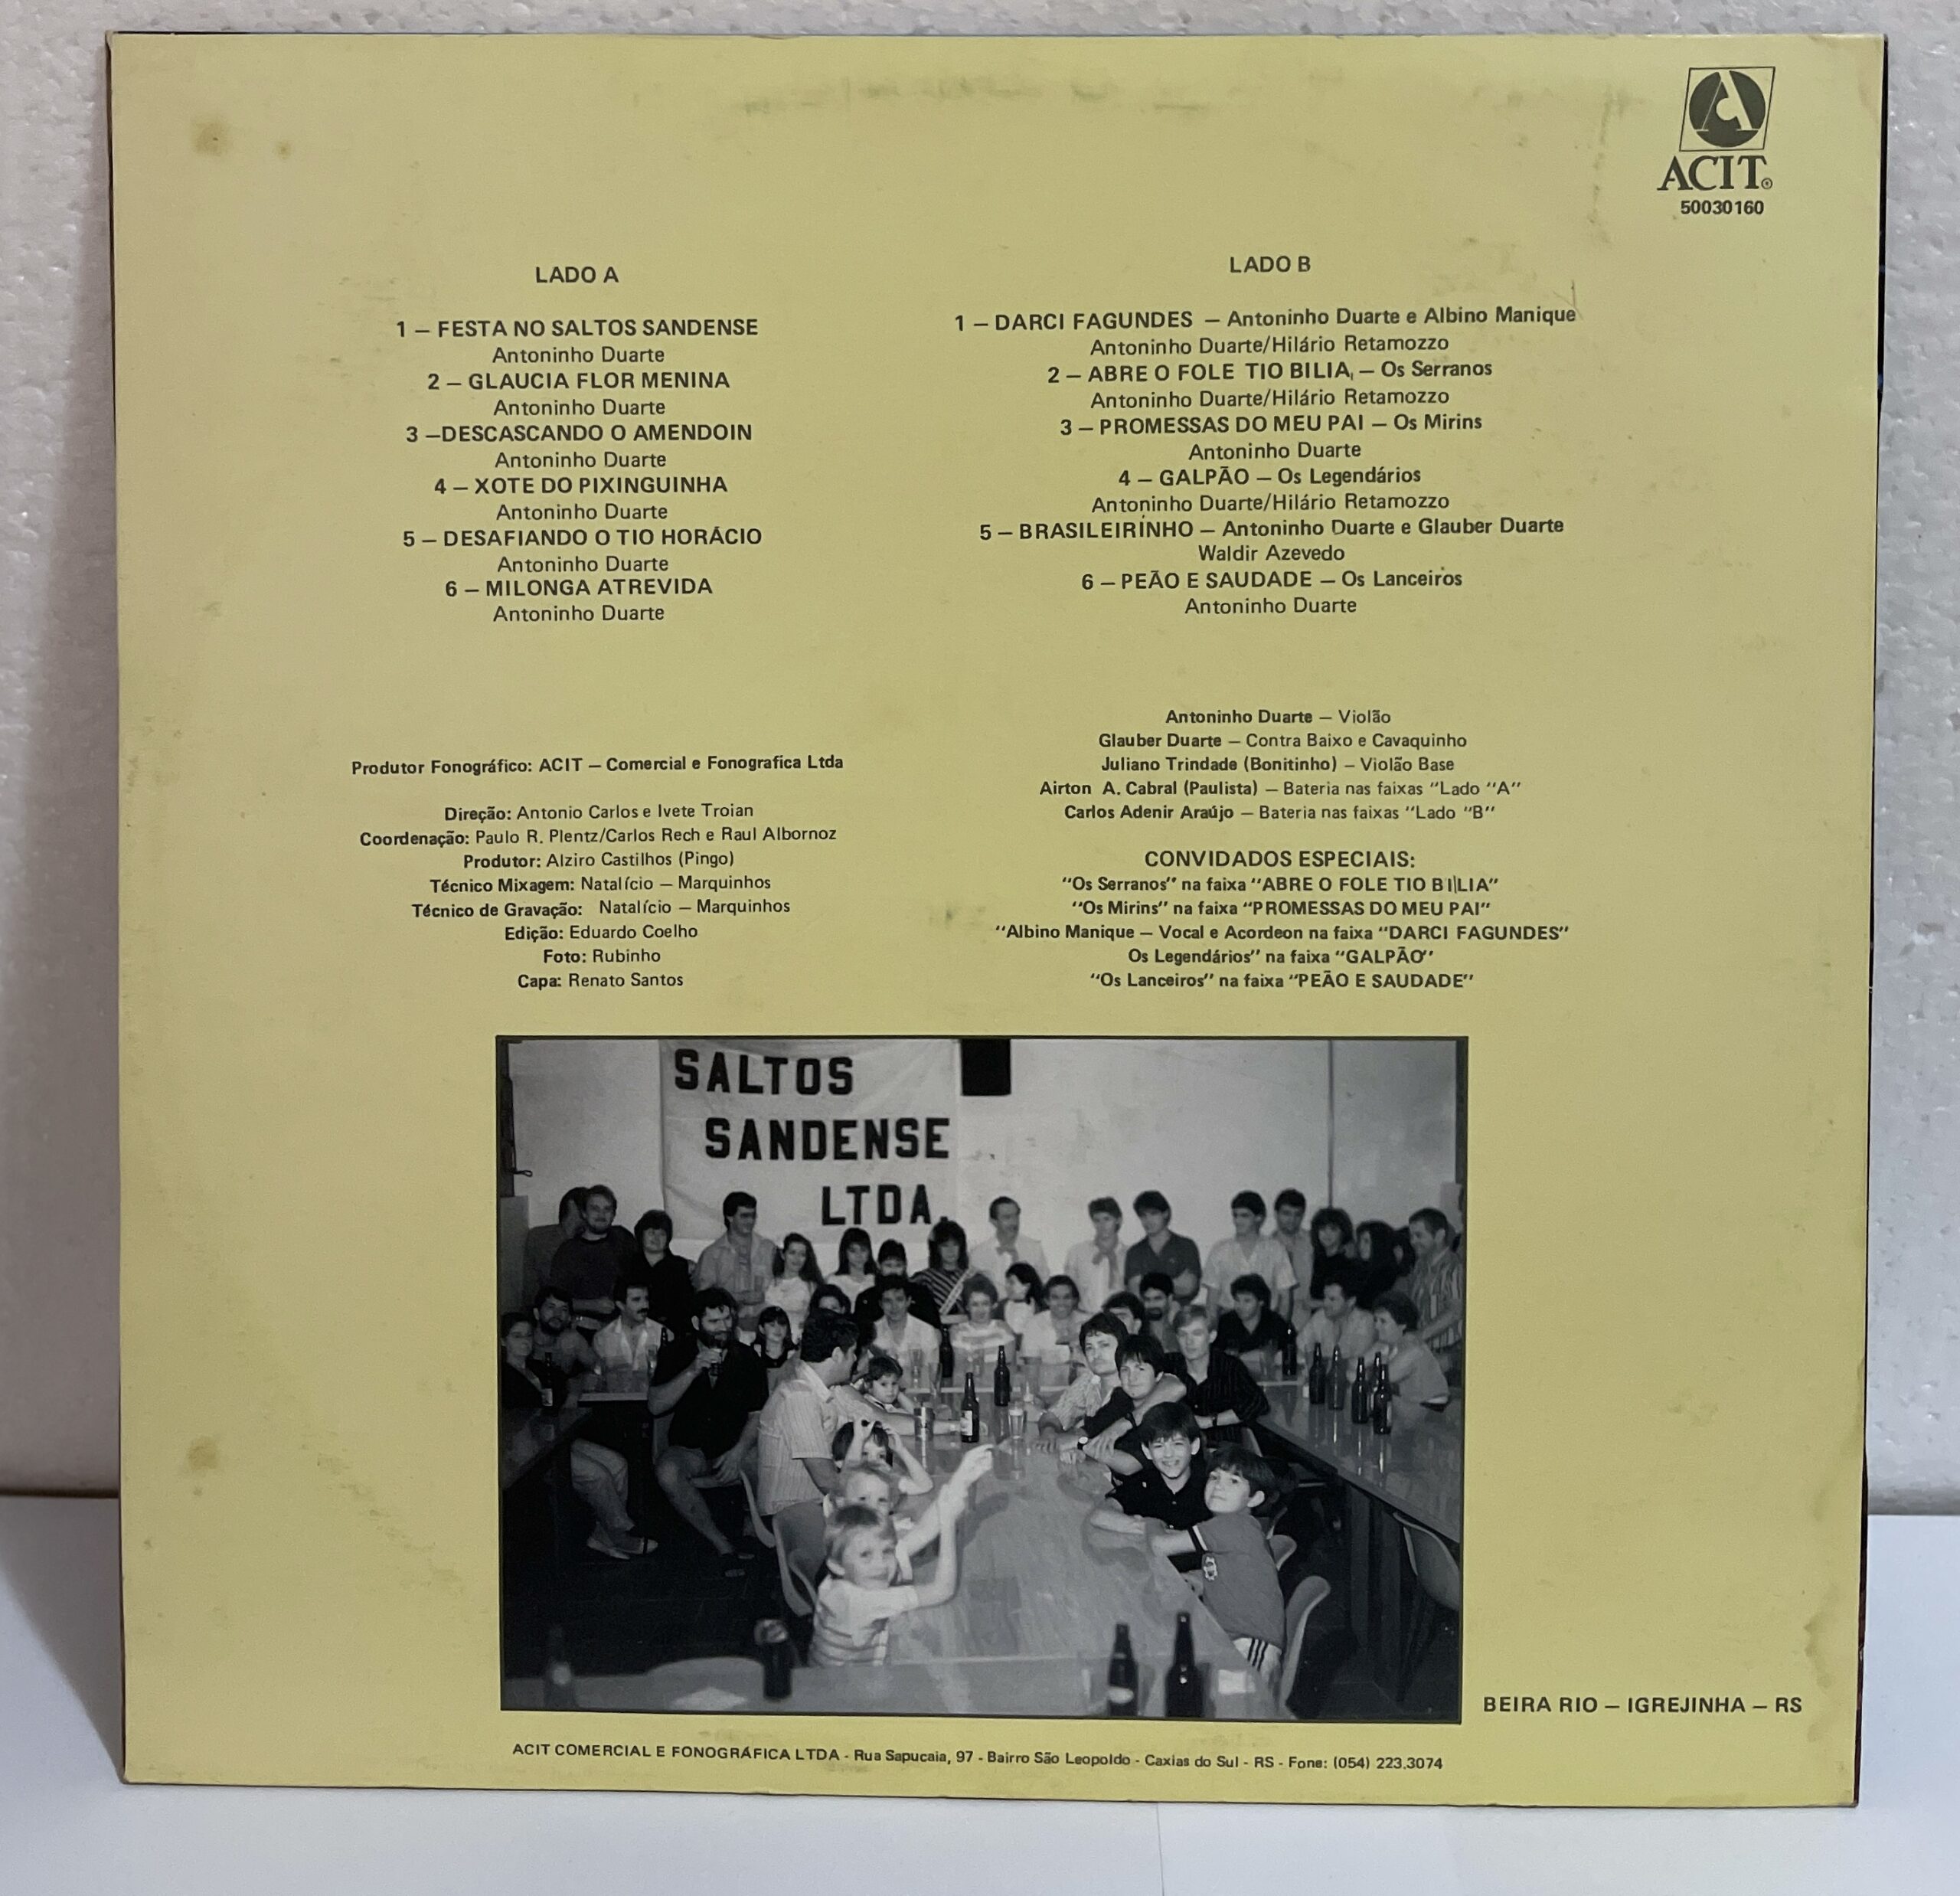 ACIT®
50030160
LADO A
1 – FESTA NO SALTOS SANDENSE
Antoninho Duarte
2 – GLAUCIA FLOR MENINA
Antoninho Duarte
3 –DESCASCANDO O AMENDOIN
Antoninho Duarte
4 – XOTE DO PIXINGUINHA
Antoninho Duarte
5 – DESAFIANDO O TIO HORÁCIO
Antoninho Duarte
6 – MILONGA ATREVIDA
Antoninho Duarte
LADO B
1 – DARCI FAGUNDES – Antoninho Duarte e Albino Manique
Antoninho Duarte/Hilário Retamozzo
2 – ABRE O FOLE TIO BILIA, – Os Serranos
Antoninho Duarte/Hilário Retamozzo
3 – PROMESSAS DO MEU PAI – Os Mirins
Antoninho Duarte
4 – GALPÃO – Os Legendários
Antoninho Duarte/Hilário Retamozzo
5 – BRASILEIRINHO – Antoninho Duarte e Glauber Duarte
Waldir Azevedo
6 – PEÃO E SAUDADE – Os Lanceiros
Antoninho Duarte
Produtor Fonográfico: ACIT – Comercial e Fonografica Ltda
Direção: Antonio Carlos e Ivete Troian
Coordenação: Paulo R. Plentz/Carlos Rech e Raul Albornoz
Produtor: Alziro Castilhos (Pingo)
Técnico Mixagem: Natalício – Marquinhos
Técnico de Gravação: Natalício – Marquinhos
Edição: Eduardo Coelho
Foto: Rubinho
Capa: Renato Santos
Antoninho Duarte – Violão
Glauber Duarte – Contra Baixo e Cavaquinho
Juliano Trindade (Bonitinho) – Violão Base
Airton A. Cabral (Paulista) – Bateria nas faixas "Lado "A"
Carlos Adenir Araújo – Bateria nas faixas "Lado "B"
CONVIDADOS ESPECIAIS:
"Os Serranos" na faixa "ABRE O FOLE TIO BILIA"
"Os Mirins" na faixa "PROMESSAS DO MEU PAI"
"Albino Manique – Vocal e Acordeon na faixa "DARCI FAGUNDES"
Os Legendários" na faixa "GALPÃO"
"Os Lanceiros" na faixa "PEÃO E SAUDADE"
SALTOS
SANDENSE
LTDA.
BEIRA RIO – IGREJINHA – RS
ACIT COMERCIAL E FONOGRÁFICA LTDA - Rua Sapucaia, 97 - Bairro São Leopoldo - Caxias do Sul - RS - Fone: (054) 223.3074